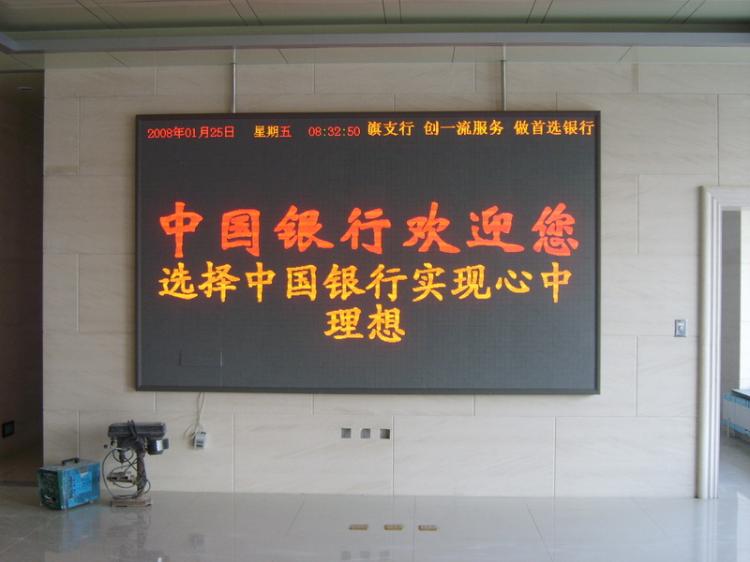 2008年01月25日 星期五 08:32:50 旗支行 创一流服务 做首选银行
中国银行欢迎您
选择中国银行实现心中
理想